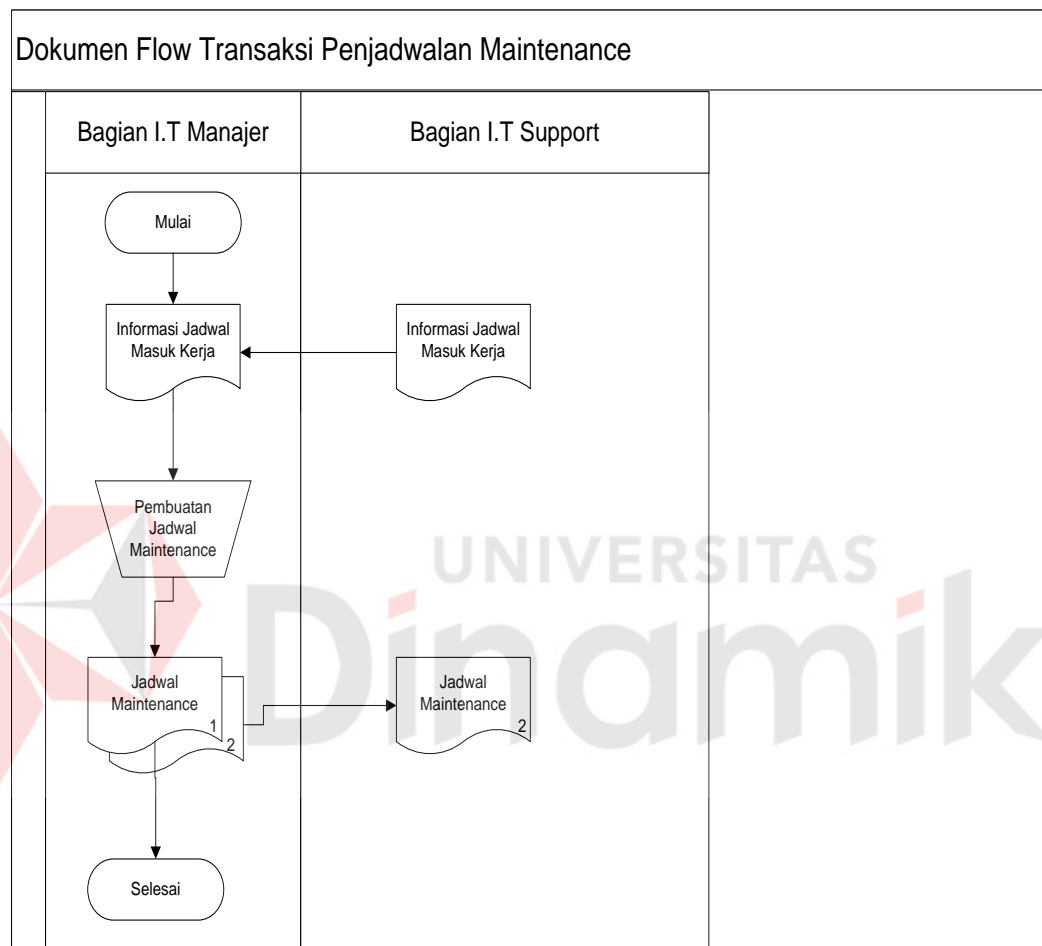 Dokumen Flow Transaksi Penjadwalan Maintenance
Bagian I.T Manajer
Bagian I.T Support
Mulai
Informasi Jadwal
Masuk Kerja
Informasi Jadwal
Masuk Kerja
Pembuatan
Jadwal
Maintenance
UNIVERSITAS
Dinamik
Jadwal
Maintenance
1
2
Jadwal
Maintenance
2
Selesai